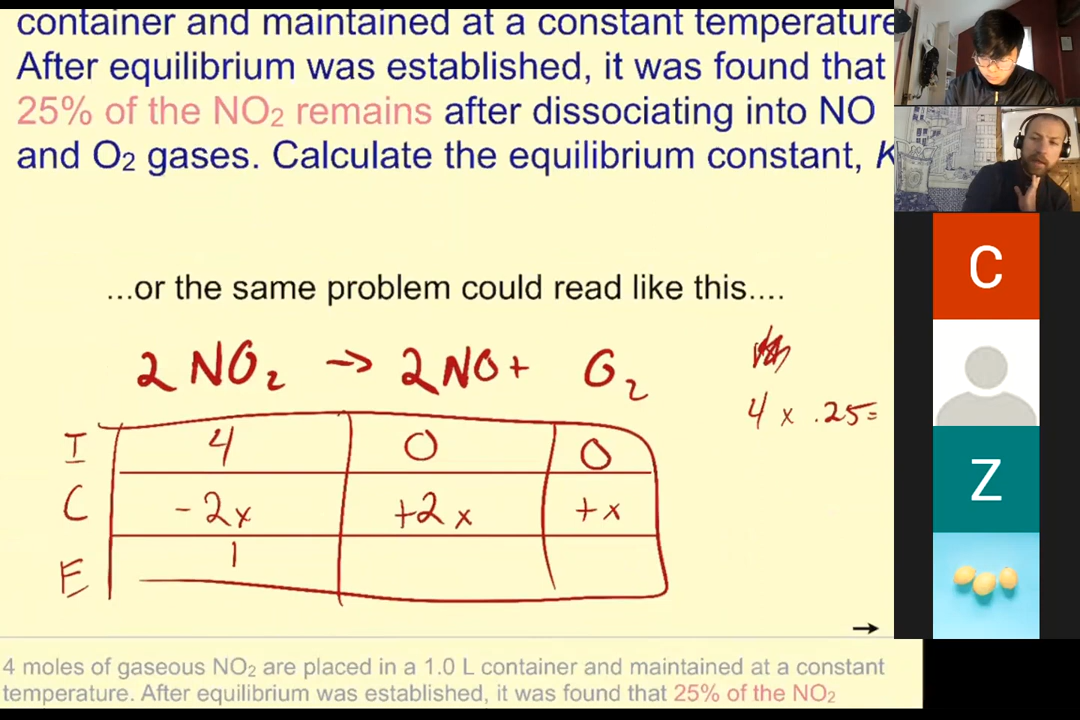 container and maintained at a constant temperature
After equilibrium was established, it was found that
25% of the NO₂ remains after dissociating into NO
and O₂ gases. Calculate the equilibrium constant, K
...or the same problem could read like this....
2 NO₂ → 2NO + O₂
4 x .25=
I 4 0 0
C -2x +2x +x
E 1
→
4 moles of gaseous NO₂ are placed in a 1.0 L container and maintained at a constant
temperature. After equilibrium was established, it was found that 25% of the NO₂
C
Z